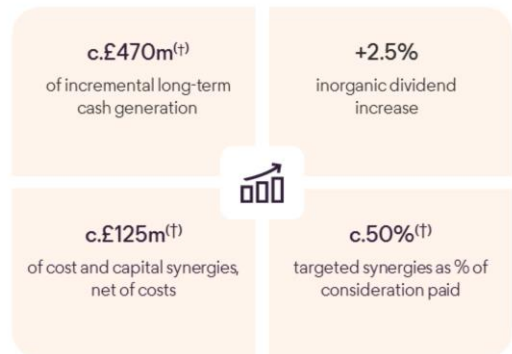 c.£470m(†)
of incremental long-term
cash generation
+2.5%
inorganic dividend
increase
c.£125m(†)
of cost and capital synergies,
net of costs
c.50%(†)
targeted synergies as % of
consideration paid